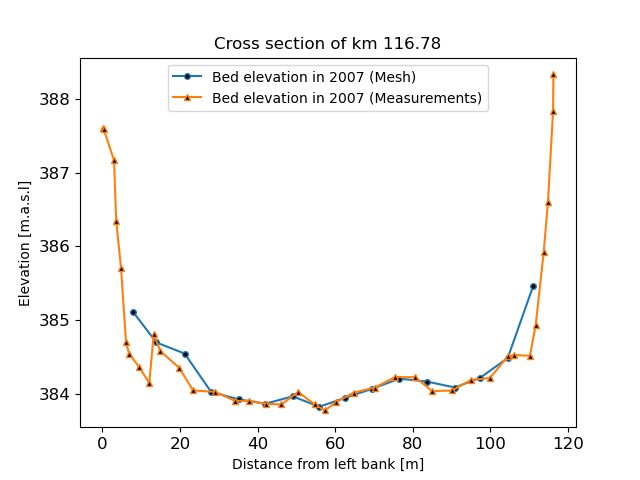 Cross section of km 116.78
Bed elevation in 2007 (Mesh)
Bed elevation in 2007 (Measurements)
388
387
386
385
384
Elevation [m.a.s.l]
0 20 40 60 80 100 120
Distance from left bank [m]